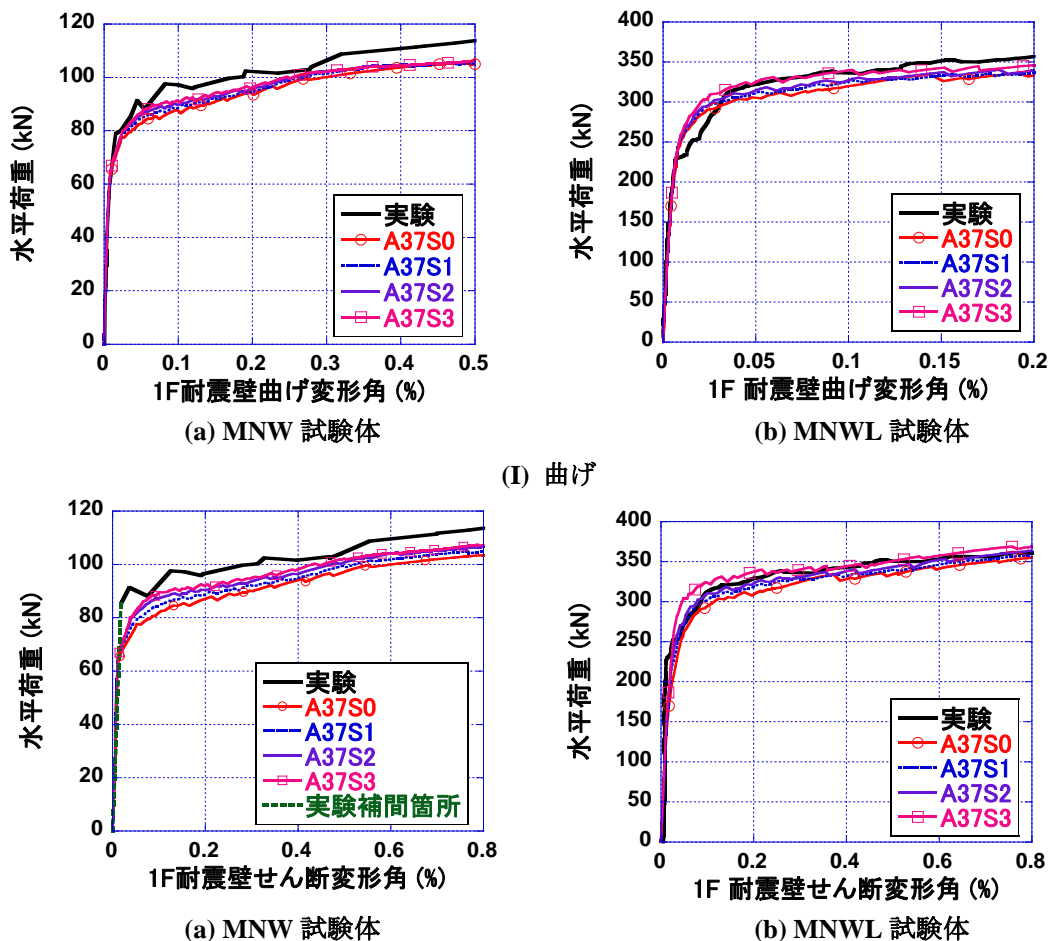 120
100
80
60
40
20
0
水平荷重 (kN)
実験
A37S0
A37S1
A37S2
A37S3
0 0.1 0.2 0.3 0.4 0.5
1F耐震壁曲げ変形角 (%)
(a) MNW 試験体
400
350
300
250
200
350
300
50
0
水平荷重 (kN)
実験
A37S0
A37S1
A37S2
A37S3
0 0.05 0.1 0.15 0.2
1F 耐震壁曲げ変形角 (%)
(b) MNWL 試験体
(I) 曲げ
120
100
80
60
40
20
0
水平荷重 (kN)
実験
A37S0
A37S1
A37S2
A37S3
実験補間箇所
0 0.2 0.4 0.6 0.8
1F耐震壁せん断変形角 (%)
(a) MNW 試験体
400
350
300
250
200
350
300
50
0
水平荷重 (kN)
実験
A37S0
A37S1
A37S2
A37S3
0 0.2 0.4 0.6 0.8
1F 耐震壁せん断変形角 (%)
(b) MNWL 試験体